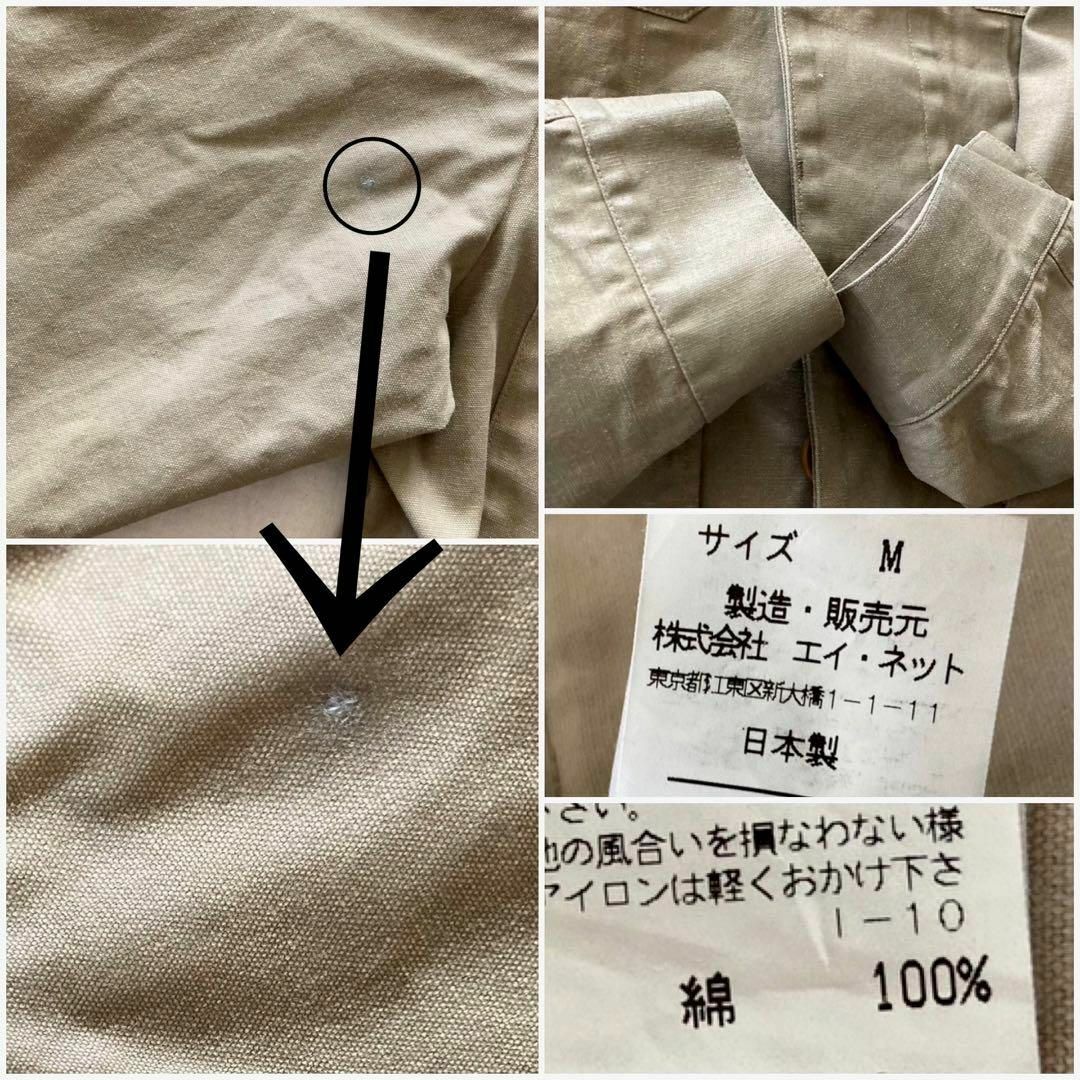 サイズ M
製造・販売元
株式会社 エイ・ネット
東京都江東区新大橋1-1-11
日本製
さい。
の風合いを損なわない様
アイロンは軽くおかけ下さ
I-10
綿 100%